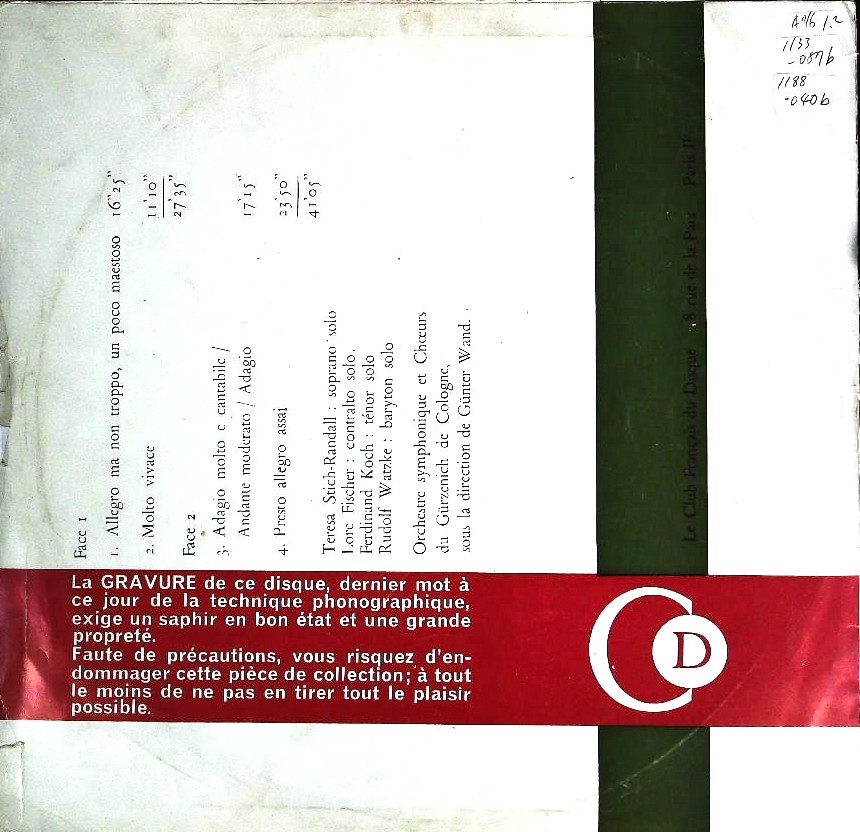 Face 1
1. Allegro ma non troppo, un poco maestoso 16"25"
2. Molto vivace 11'10"
27'35"
Face 2
3. Adagio molto e cantabile /
Andante moderato / Adagio 17'15"
4. Presto allegro assai 23'50"
41'05"
Teresa Stich-Randall : soprano solo
Lore Fischer : contralto solo.
Ferdinand Koch : ténor solo
Rudolf Watzke : baryton solo
Orchestre symphonique et Chœurs
du Gürzenich de Cologne,
sous la direction de Günter Wand.
La GRAVURE de ce disque, dernier mot à
ce jour de la technique phonographique,
exige un saphir en bon état et une grande
propreté.
Faute de précautions, vous risquez d'en-
dommager cette pièce de collection; à tout
le moins de ne pas en tirer tout le plaisir
possible.
CD
Le Club Français du Disque 8 rue de la Paix Paris II
1133
-087b
1188
-040b